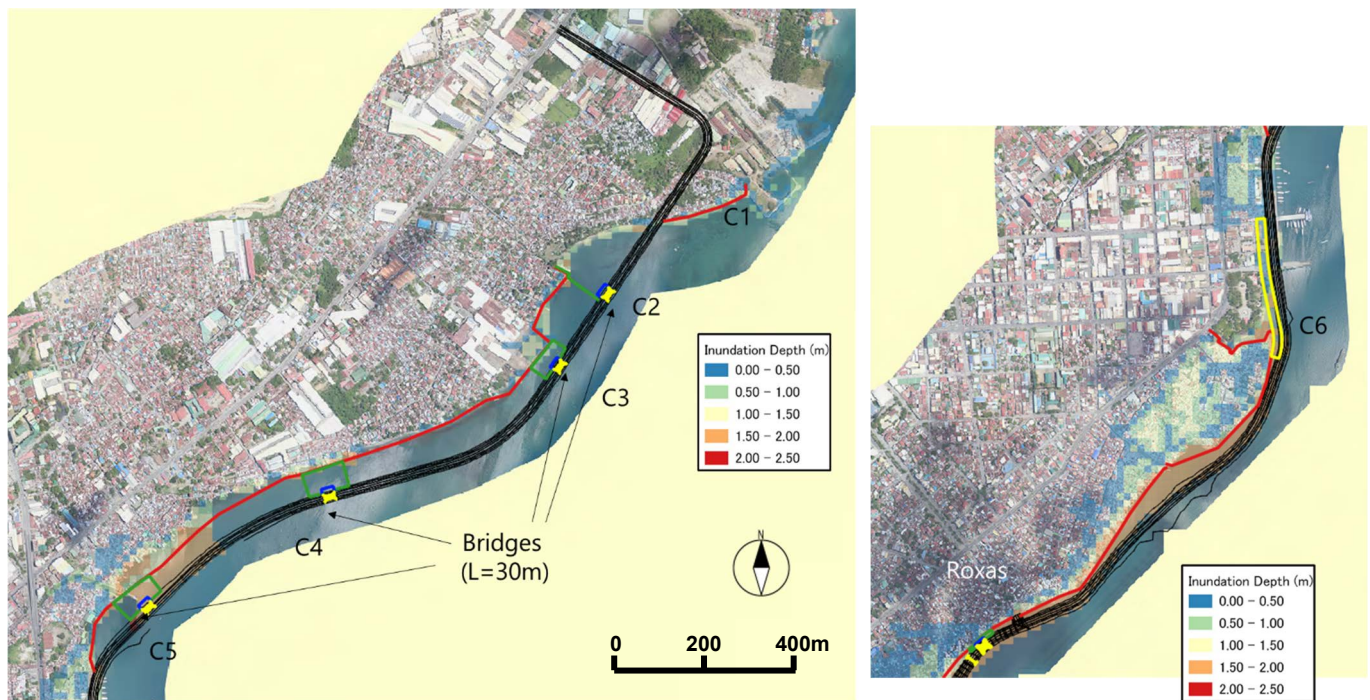 C1
C2
C3
C4
C5
Bridges
(L=30m)
Inundation Depth (m)
0.00 - 0.50
0.50 - 1.00
1.00 - 1.50
1.50 - 2.00
2.00 - 2.50
N
0 200 400m
C6
Roxas
Inundation Depth (m)
0.00 - 0.50
0.50 - 1.00
1.00 - 1.50
1.50 - 2.00
2.00 - 2.50